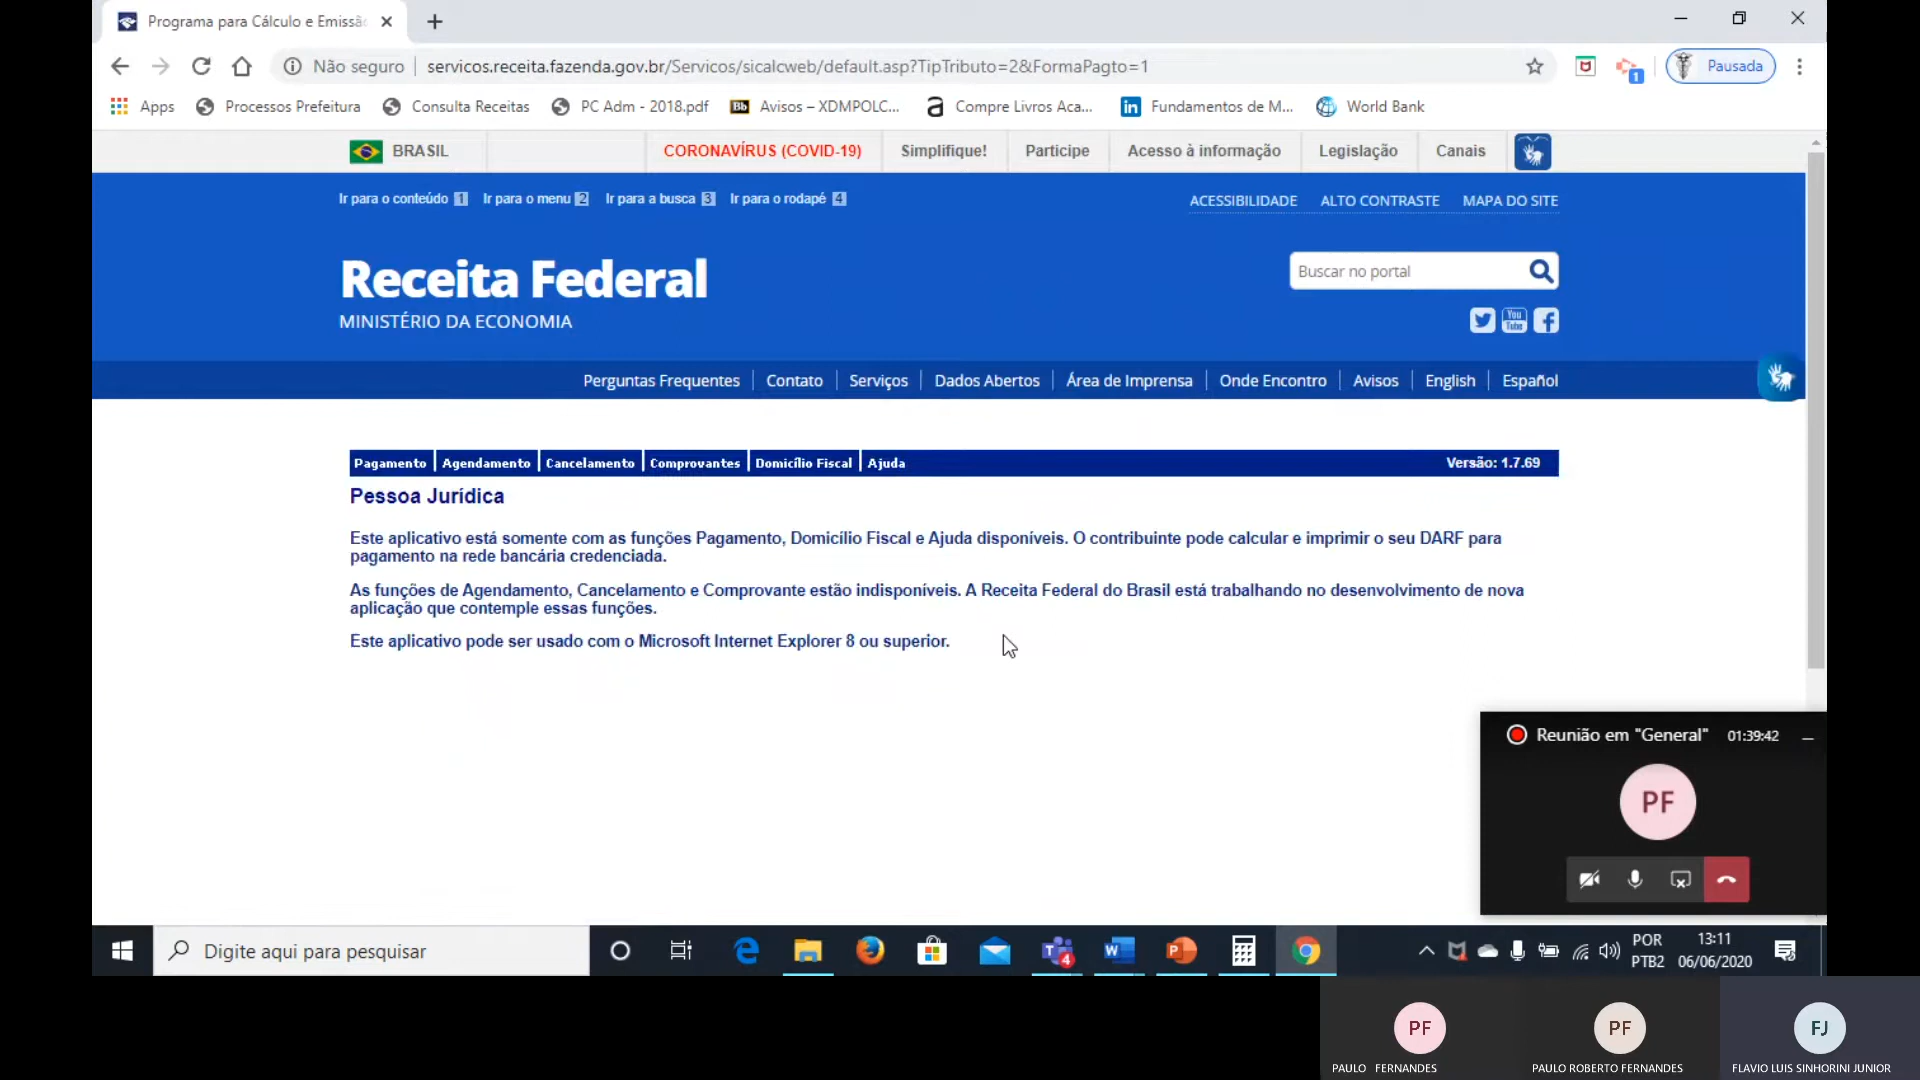 Programa para Cálculo e Emissã
Não seguro
servicos.receita.fazenda.gov.br/Servicos/sicalcweb/default.asp?TipTributo=2&FormaPagto=1
1
Pausada
Apps
Processos Prefeitura
Consulta Receitas
PC Adm - 2018.pdf
Bb
Avisos – XDMPOLC...
a
Compre Livros Aca...
in
Fundamentos de M...
World Bank
BRASIL
CORONAVÍRUS (COVID-19)
Simplifique!
Participe
Acesso à informação
Legislação
Canais
Ir para o conteúdo 1
Ir para o menu 2
Ir para a busca 3
Ir para o rodapé 4
ACESSIBILIDADE
ALTO CONTRASTE
MAPA DO SITE
Receita Federal
MINISTÉRIO DA ECONOMIA
Buscar no portal
You
Tube
Perguntas Frequentes
Contato
Serviços
Dados Abertos
Área de Imprensa
Onde Encontro
Avisos
English
Español
Pagamento
Agendamento
Cancelamento
Comprovantes
Domicílio Fiscal
Ajuda
Versão: 1.7.69
Pessoa Jurídica
Este aplicativo está somente com as funções Pagamento, Domicílio Fiscal e Ajuda disponíveis. O contribuinte pode calcular e imprimir o seu DARF para
pagamento na rede bancária credenciada.
As funções de Agendamento, Cancelamento e Comprovante estão indisponíveis. A Receita Federal do Brasil está trabalhando no desenvolvimento de nova
aplicação que contemple essas funções.
Este aplicativo pode ser usado com o Microsoft Internet Explorer 8 ou superior.
Reunião em "General"
01:39:42
PF
Digite aqui para pesquisar
4
POR
PTB2
13:11
06/06/2020
PF
PAULO FERNANDES
PF
PAULO ROBERTO FERNANDES
FJ
FLAVIO LUIS SINHORINI JUNIOR